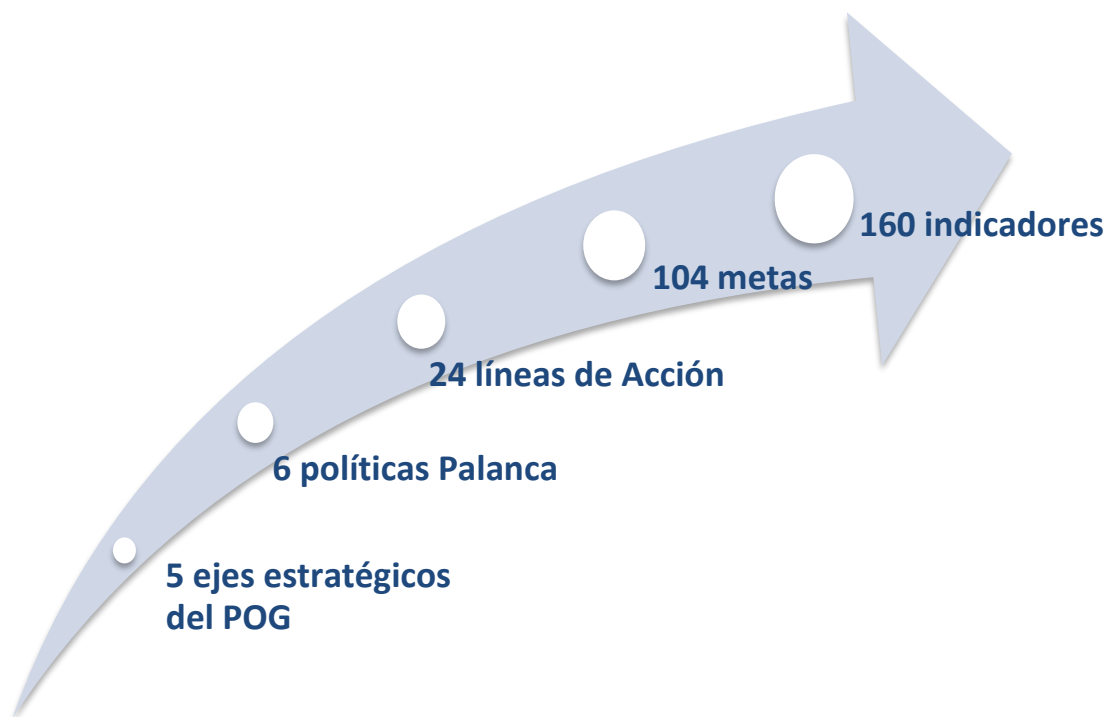 160 indicadores
104 metas
24 líneas de Acción
6 políticas Palanca
5 ejes estratégicos
del POG